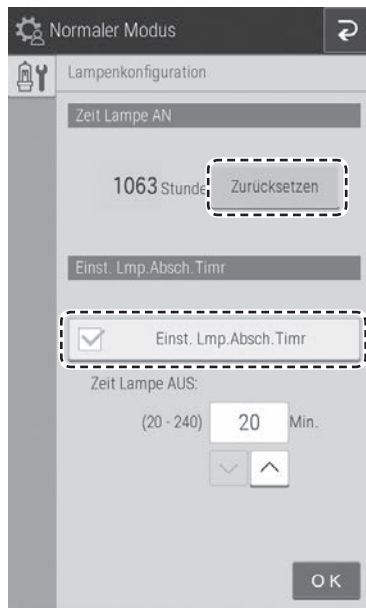 Normaler Modus
Lampenkonfiguration
Zeit Lampe AN
1063 Stunde Zurücksetzen
Einst. Lmp.Absch.Timr
Einst. Lmp.Absch.Timr
Zeit Lampe AUS:
(20 - 240) 20 Min.
OK